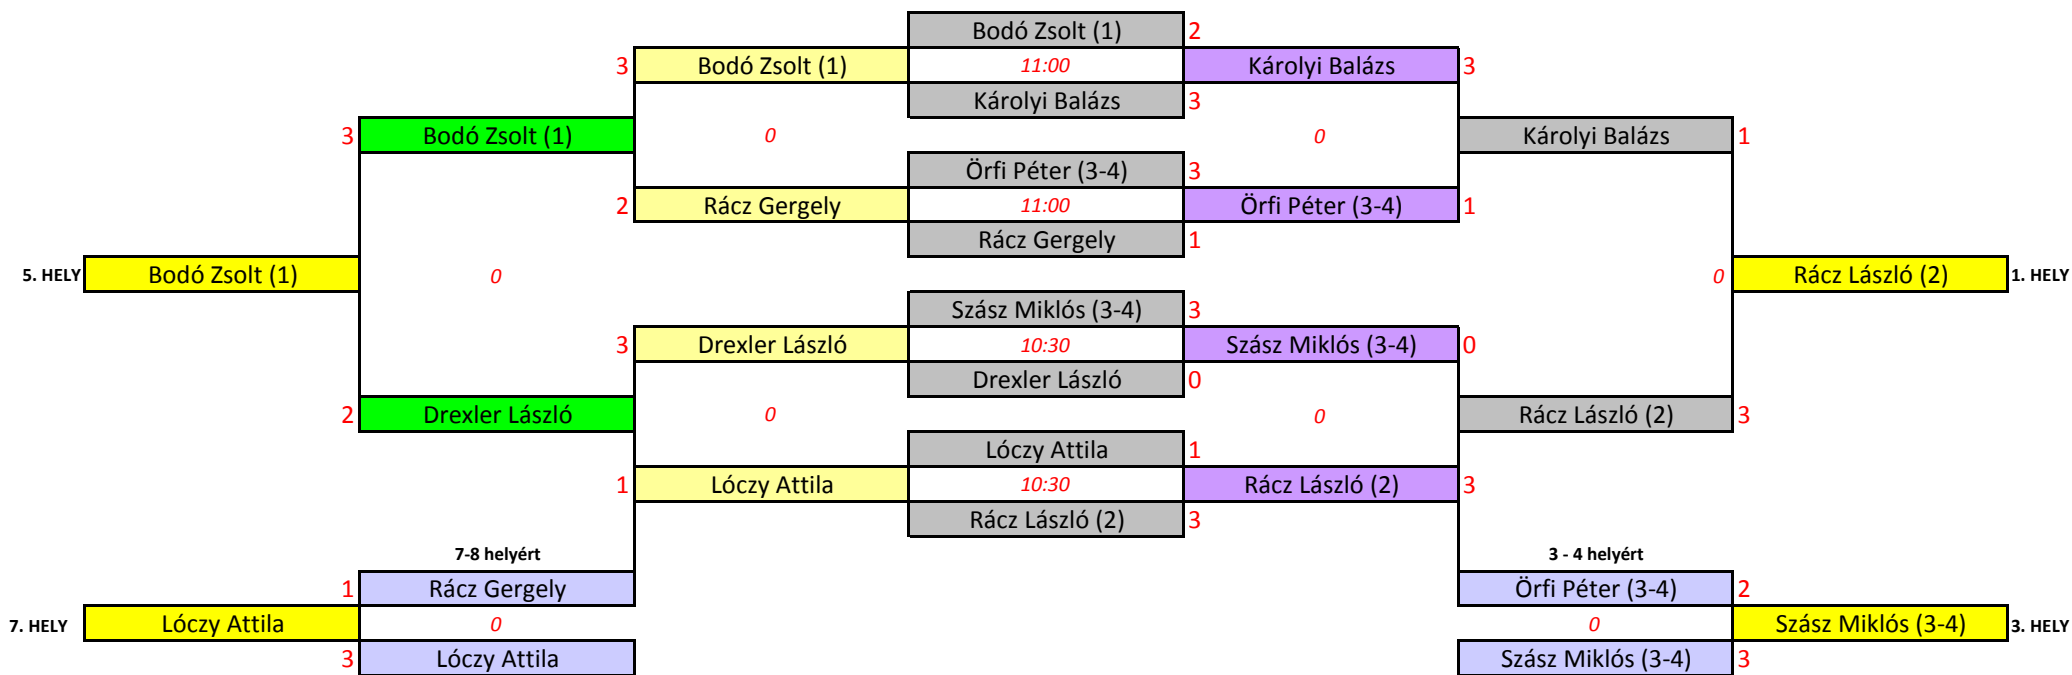 Bodó Zsolt (1) 2
3 Bodó Zsolt (1) 11:00 Károlyi Balázs 3
Károlyi Balázs 3
3 Bodó Zsolt (1) 0 0 Károlyi Balázs 1
Örfi Péter (3-4) 3
2 Rácz Gergely 11:00 Örfi Péter (3-4) 1
Rácz Gergely 1
5. HELY Bodó Zsolt (1) 0 0 Rácz László (2) 1. HELY
Szász Miklós (3-4) 3
3 Drexler László 10:30 Szász Miklós (3-4) 0
Drexler László 0
2 Drexler László 0 0 Rácz László (2) 3
Lóczy Attila 1
1 Lóczy Attila 10:30 Rácz László (2) 3
Rácz László (2) 3
7-8 helyért 3 - 4 helyért
1 Rácz Gergely Örfi Péter (3-4) 2
7. HELY Lóczy Attila 0 0 Szász Miklós (3-4) 3. HELY
3 Lóczy Attila Szász Miklós (3-4) 3